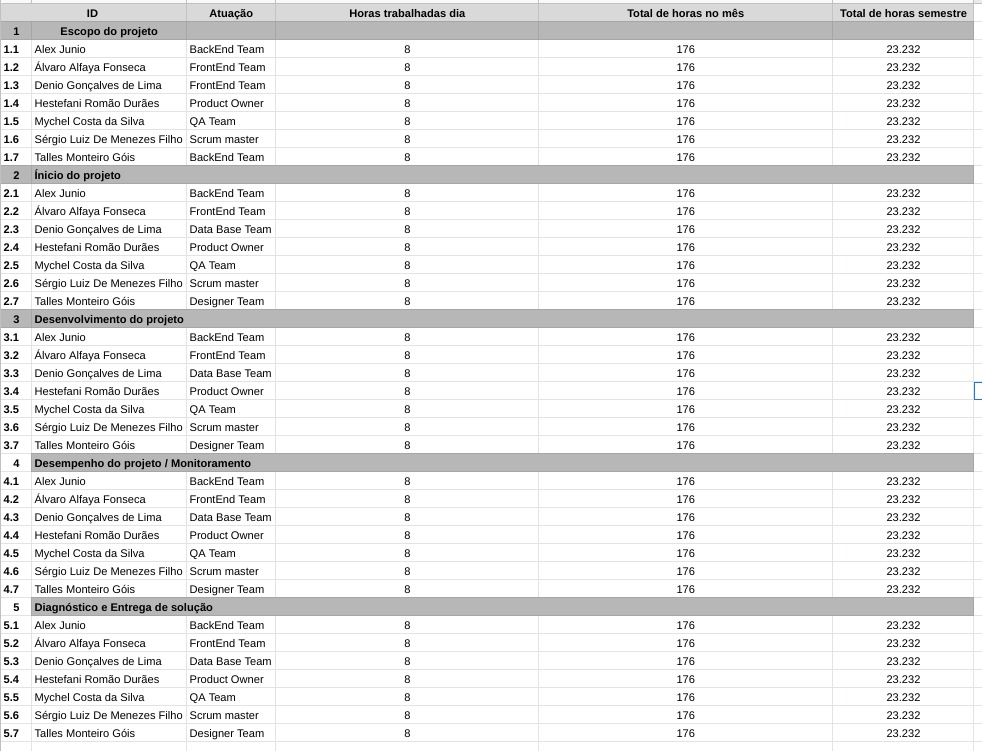 ID Atuação Horas trabalhadas dia Total de horas no mês Total de horas semestre
1 Escopo do projeto
1.1 Alex Junio BackEnd Team 8 176 23.232
1.2 Álvaro Alfaya Fonseca FrontEnd Team 8 176 23.232
1.3 Denio Gonçalves de Lima FrontEnd Team 8 176 23.232
1.4 Hestefani Romão Durães Product Owner 8 176 23.232
1.5 Mychel Costa da Silva QA Team 8 176 23.232
1.6 Sérgio Luiz De Menezes Filho Scrum master 8 176 23.232
1.7 Talles Monteiro Góis BackEnd Team 8 176 23.232
2 Ínicio do projeto
2.1 Alex Junio BackEnd Team 8 176 23.232
2.2 Álvaro Alfaya Fonseca FrontEnd Team 8 176 23.232
2.3 Denio Gonçalves de Lima Data Base Team 8 176 23.232
2.4 Hestefani Romão Durães Product Owner 8 176 23.232
2.5 Mychel Costa da Silva QA Team 8 176 23.232
2.6 Sérgio Luiz De Menezes Filho Scrum master 8 176 23.232
2.7 Talles Monteiro Góis Designer Team 8 176 23.232
3 Desenvolvimento do projeto
3.1 Alex Junio BackEnd Team 8 176 23.232
3.2 Álvaro Alfaya Fonseca FrontEnd Team 8 176 23.232
3.3 Denio Gonçalves de Lima Data Base Team 8 176 23.232
3.4 Hestefani Romão Durães Product Owner 8 176 23.232
3.5 Mychel Costa da Silva QA Team 8 176 23.232
3.6 Sérgio Luiz De Menezes Filho Scrum master 8 176 23.232
3.7 Talles Monteiro Góis Designer Team 8 176 23.232
4 Desempenho do projeto / Monitoramento
4.1 Alex Junio BackEnd Team 8 176 23.232
4.2 Álvaro Alfaya Fonseca FrontEnd Team 8 176 23.232
4.3 Denio Gonçalves de Lima Data Base Team 8 176 23.232
4.4 Hestefani Romão Durães Product Owner 8 176 23.232
4.5 Mychel Costa da Silva QA Team 8 176 23.232
4.6 Sérgio Luiz De Menezes Filho Scrum master 8 176 23.232
4.7 Talles Monteiro Góis Designer Team 8 176 23.232
5 Diagnóstico e Entrega de solução
5.1 Alex Junio BackEnd Team 8 176 23.232
5.2 Álvaro Alfaya Fonseca FrontEnd Team 8 176 23.232
5.3 Denio Gonçalves de Lima Data Base Team 8 176 23.232
5.4 Hestefani Romão Durães Product Owner 8 176 23.232
5.5 Mychel Costa da Silva QA Team 8 176 23.232
5.6 Sérgio Luiz De Menezes Filho Scrum master 8 176 23.232
5.7 Talles Monteiro Góis Designer Team 8 176 23.232